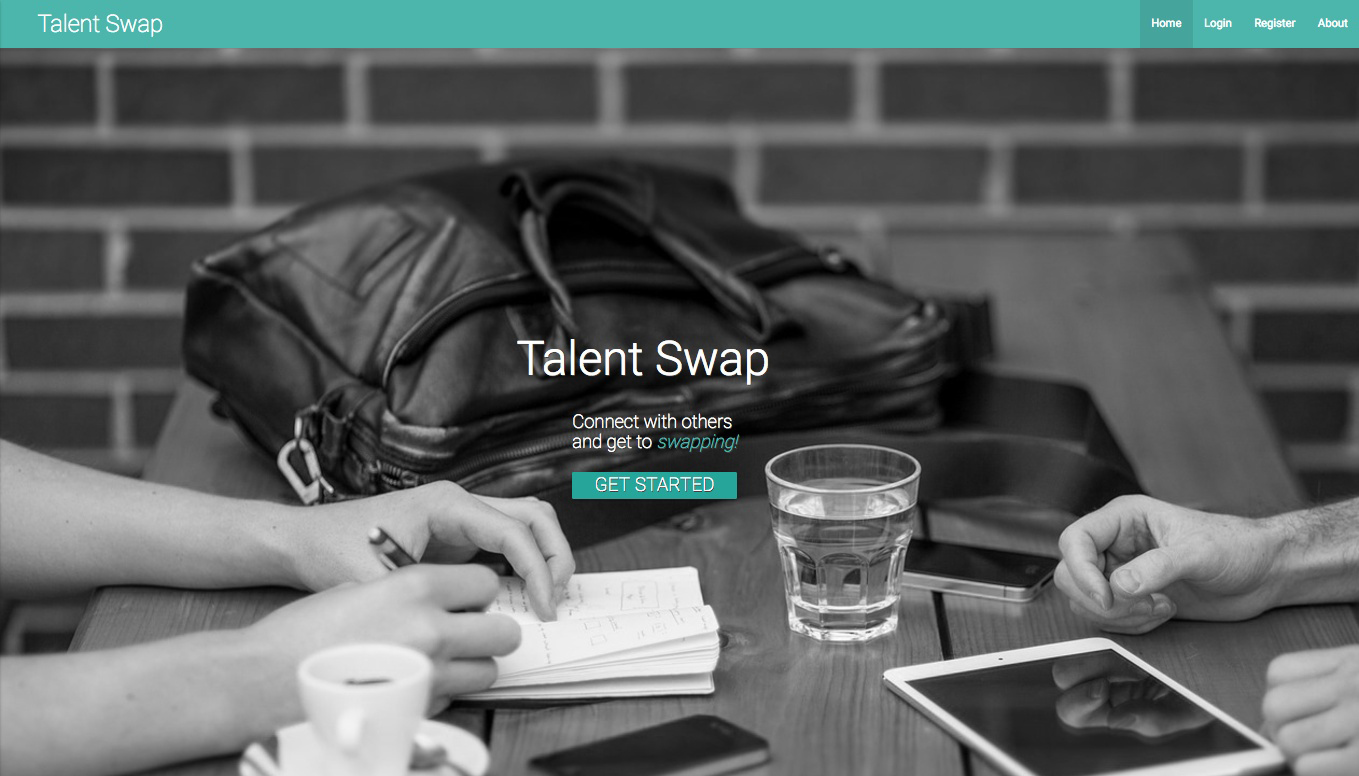 Talent Swap
Home Login Register About
Talent Swap
Connect with others
and get to swapping!
GET STARTED